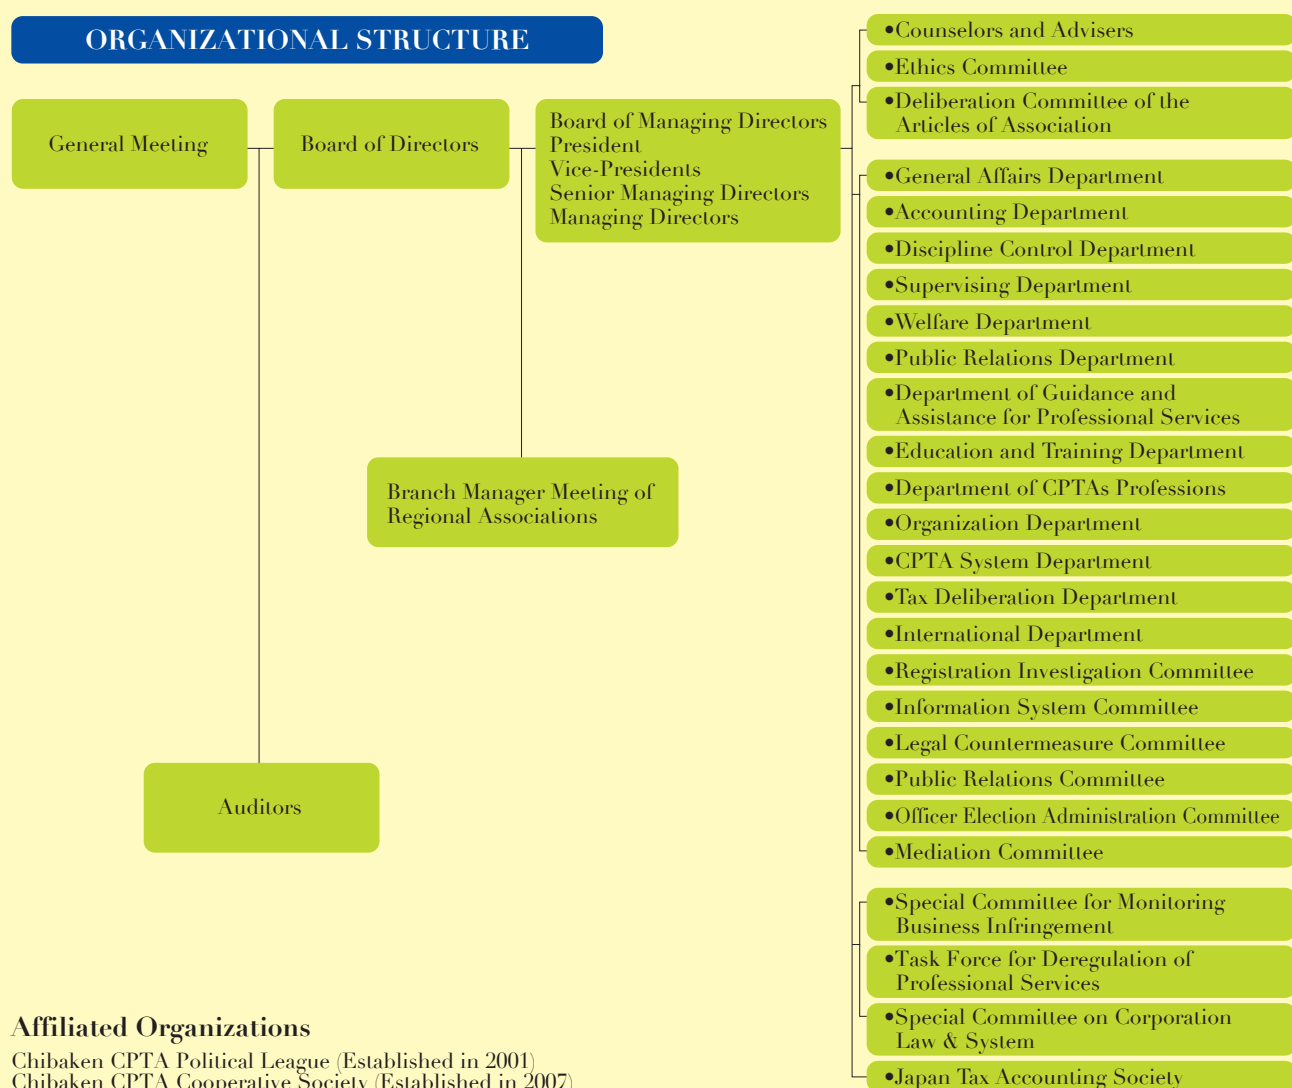 ORGANIZATIONAL STRUCTURE
General Meeting
Board of Directors
Board of Managing Directors
President
Vice-Presidents
Senior Managing Directors
Managing Directors
Branch Manager Meeting of
Regional Associations
Auditors
•Counselors and Advisers
•Ethics Committee
•Deliberation Committee of the
Articles of Association
•General Affairs Department
•Accounting Department
•Discipline Control Department
•Supervising Department
•Welfare Department
•Public Relations Department
•Department of Guidance and
Assistance for Professional Services
•Education and Training Department
•Department of CPTAs Professions
•Organization Department
•CPTA System Department
•Tax Deliberation Department
•International Department
•Registration Investigation Committee
•Information System Committee
•Legal Countermeasure Committee
•Public Relations Committee
•Officer Election Administration Committee
•Mediation Committee
•Special Committee for Monitoring
Business Infringement
•Task Force for Deregulation of
Professional Services
•Special Committee on Corporation
Law & System
•Japan Tax Accounting Society
Affiliated Organizations
Chibaken CPTA Political League (Established in 2001)
Chibaken CPTA Cooperative Society (Established in 2007)